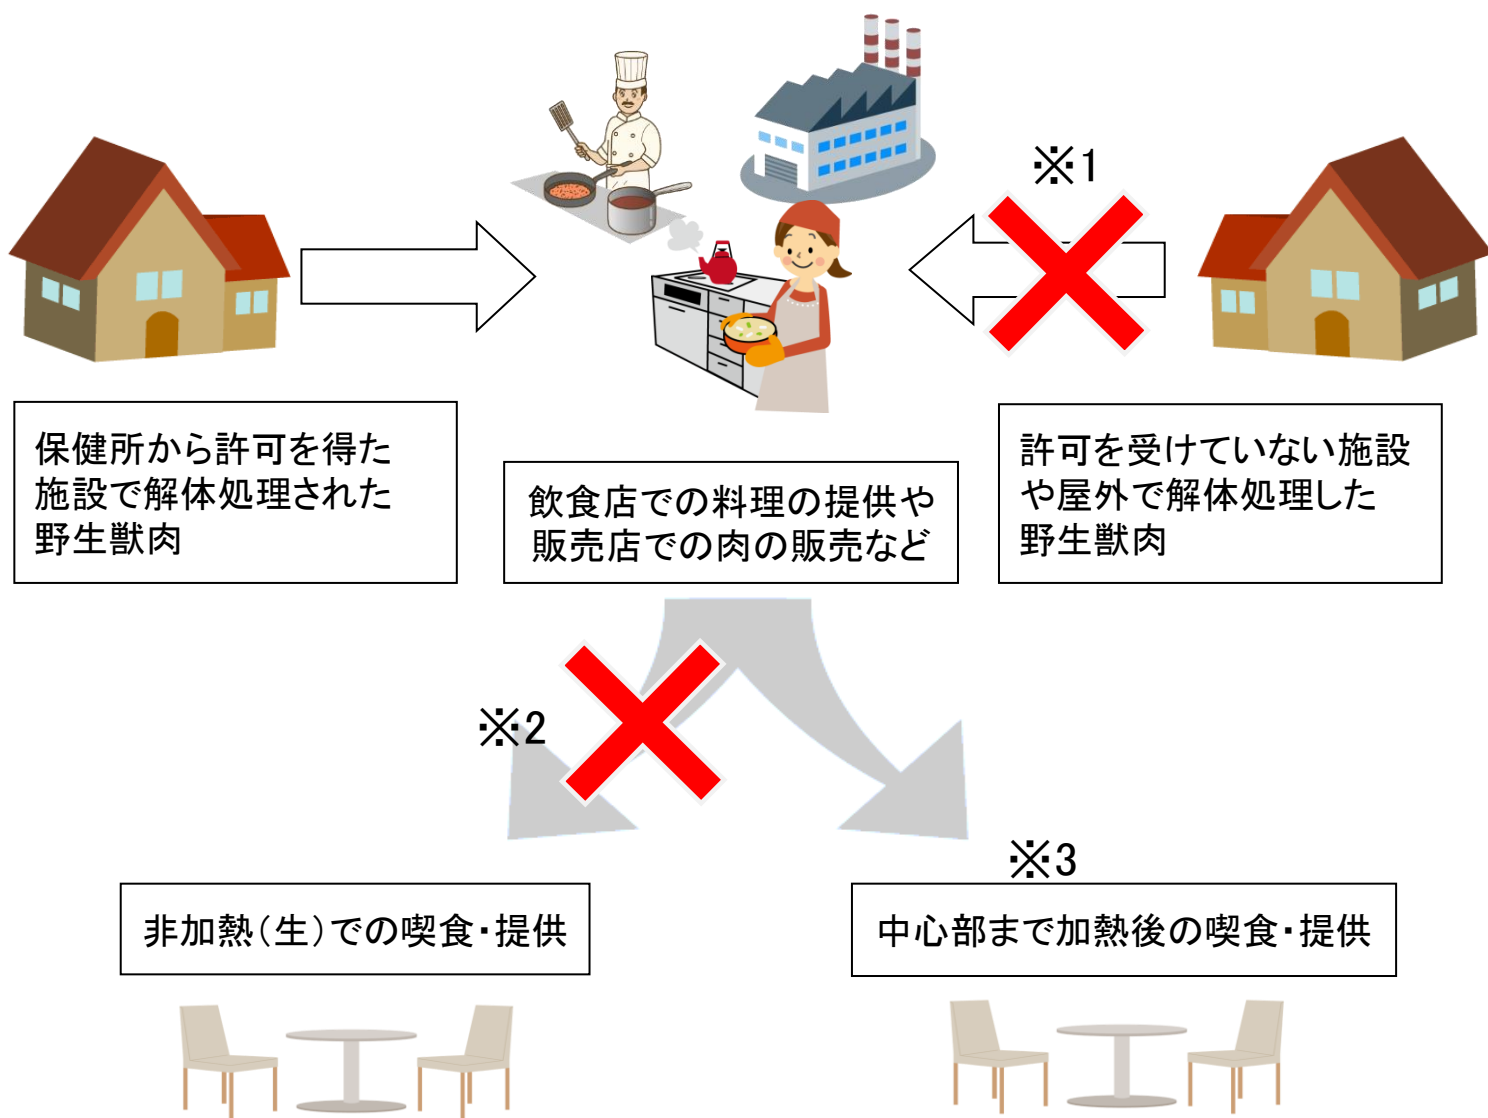 ※1
保健所から許可を得た
施設で解体処理された
野生獣肉
飲食店での料理の提供や
販売店での肉の販売など
許可を受けていない施設
や屋外で解体処理した
野生獣肉
※2
※3
非加熱(生)での喫食・提供
中心部まで加熱後の喫食・提供